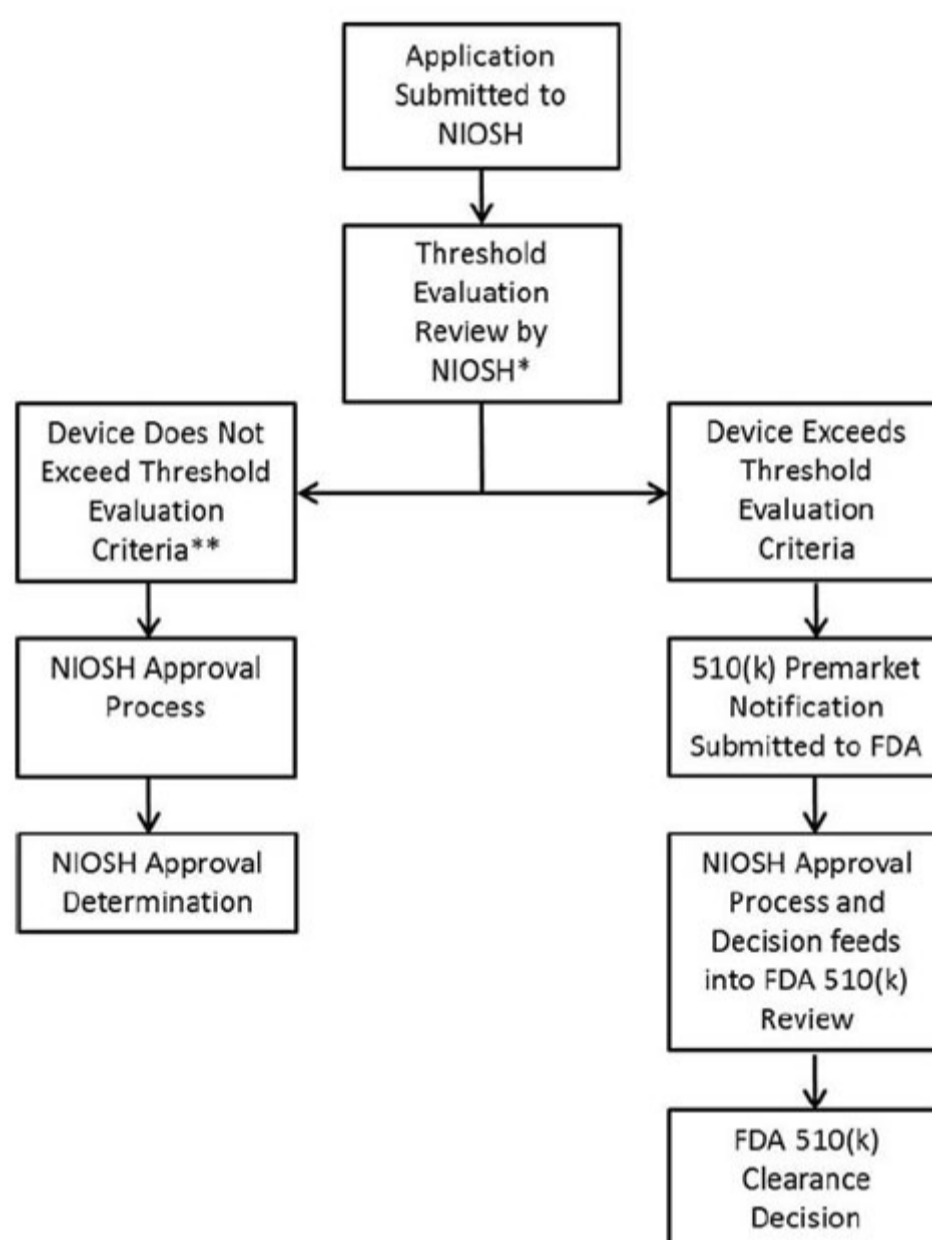 Application
Submitted to
NIOSH
Threshold
Evaluation
Review by
NIOSH*
Device Does Not
Exceed Threshold
Evaluation
Criteria**
Device Exceeds
Threshold
Evaluation
Criteria
NIOSH Approval
Process
510(k) Premarket
Notification
Submitted to FDA
NIOSH Approval
Determination
NIOSH Approval
Process and
Decision feeds
into FDA 510(k)
Review
FDA 510(k)
Clearance
Decision